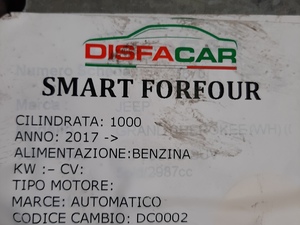 DISFACAR
SMART FORFOUR
CILINDRATA: 1000
ANNO: 2017 ->
ALIMENTAZIONE:BENZINA
KW :– CV:
TIPO MOTORE:
MARCE: AUTOMATICO
CODICE CAMBIO: DC0002